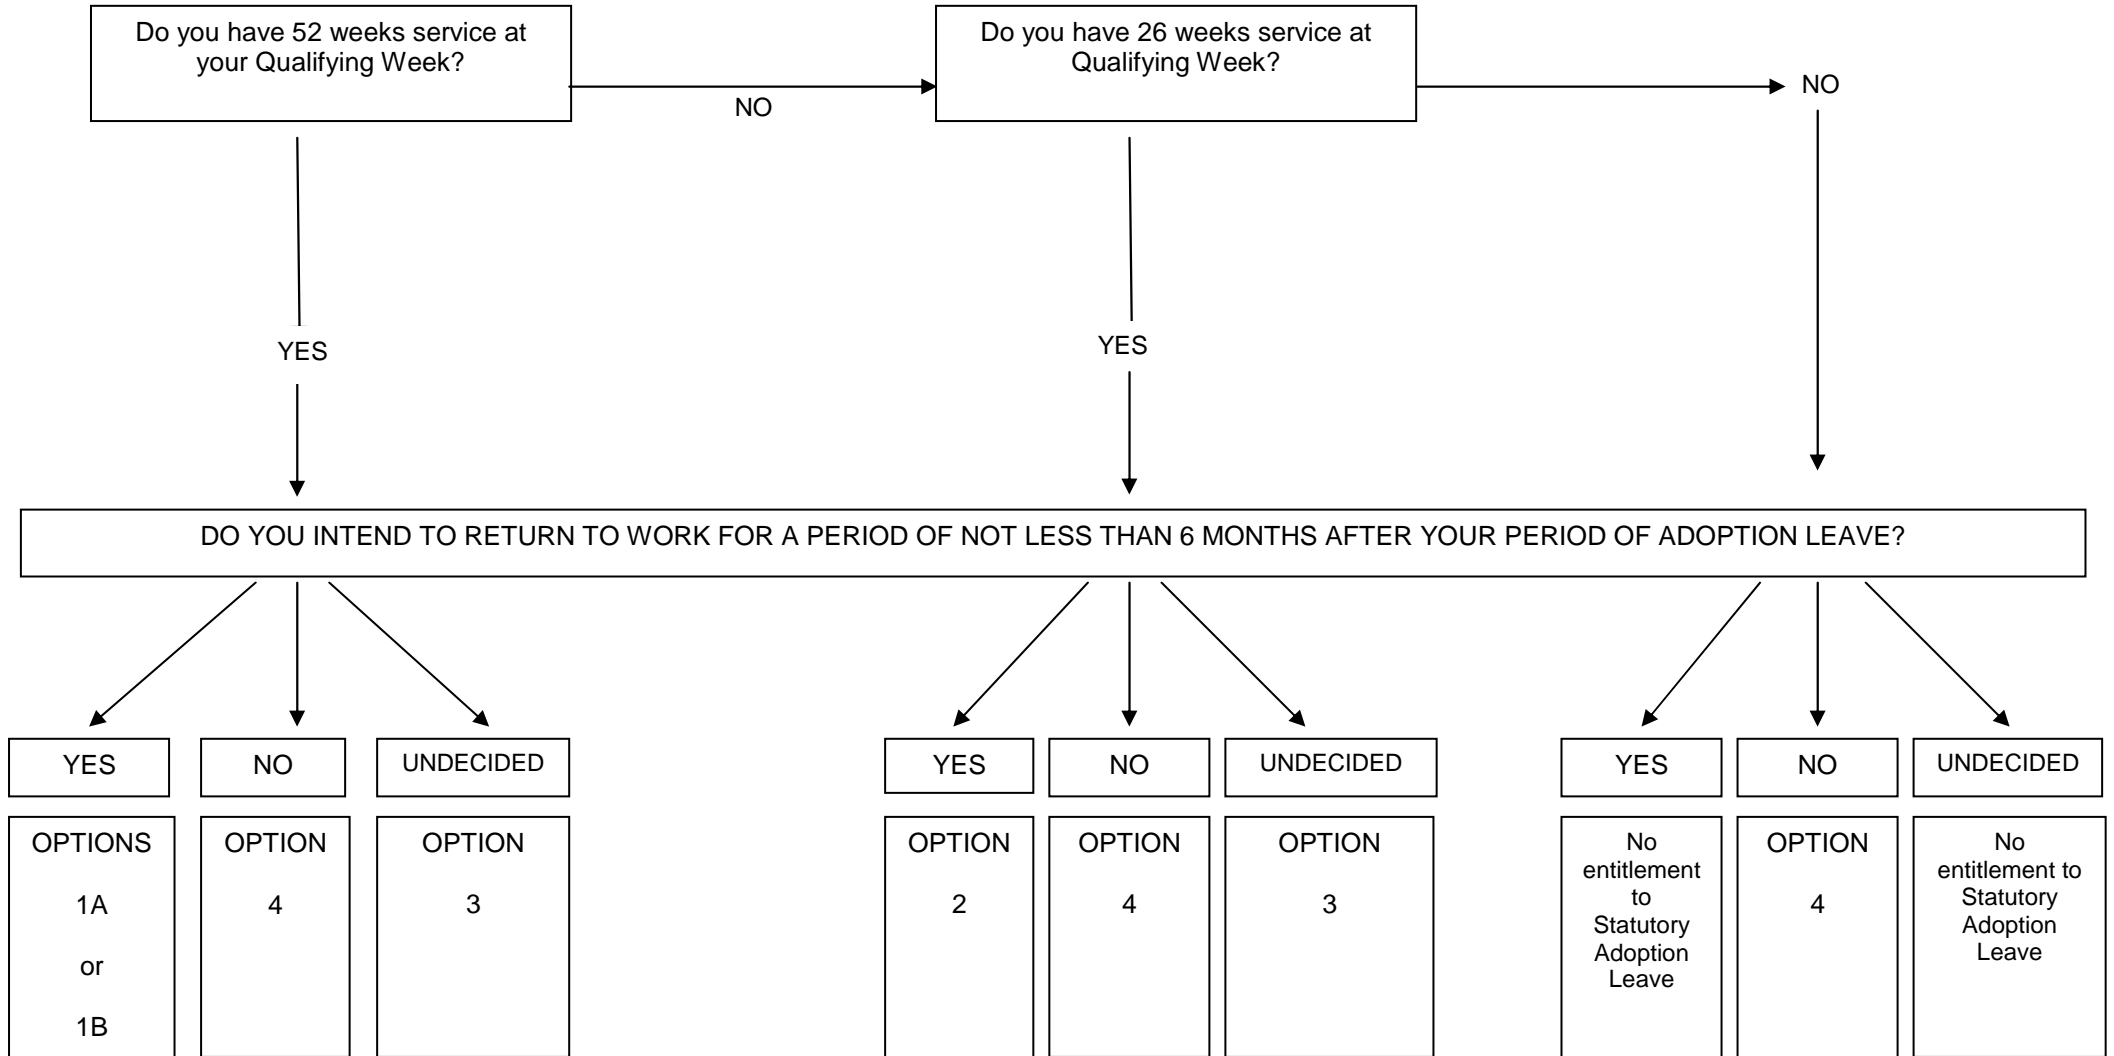 Do you have 52 weeks service at
your Qualifying Week?
Do you have 26 weeks service at
Qualifying Week?
NO
NO
YES
YES
DO YOU INTEND TO RETURN TO WORK FOR A PERIOD OF NOT LESS THAN 6 MONTHS AFTER YOUR PERIOD OF ADOPTION LEAVE?
YES
NO
UNDECIDED
YES
NO
UNDECIDED
YES
NO
UNDECIDED
OPTIONS
1A
or
1B
OPTION
4
OPTION
3
OPTION
2
OPTION
4
OPTION
3
No
entitlement
to
Statutory
Adoption
Leave
OPTION
4
No
entitlement to
Statutory
Adoption
Leave